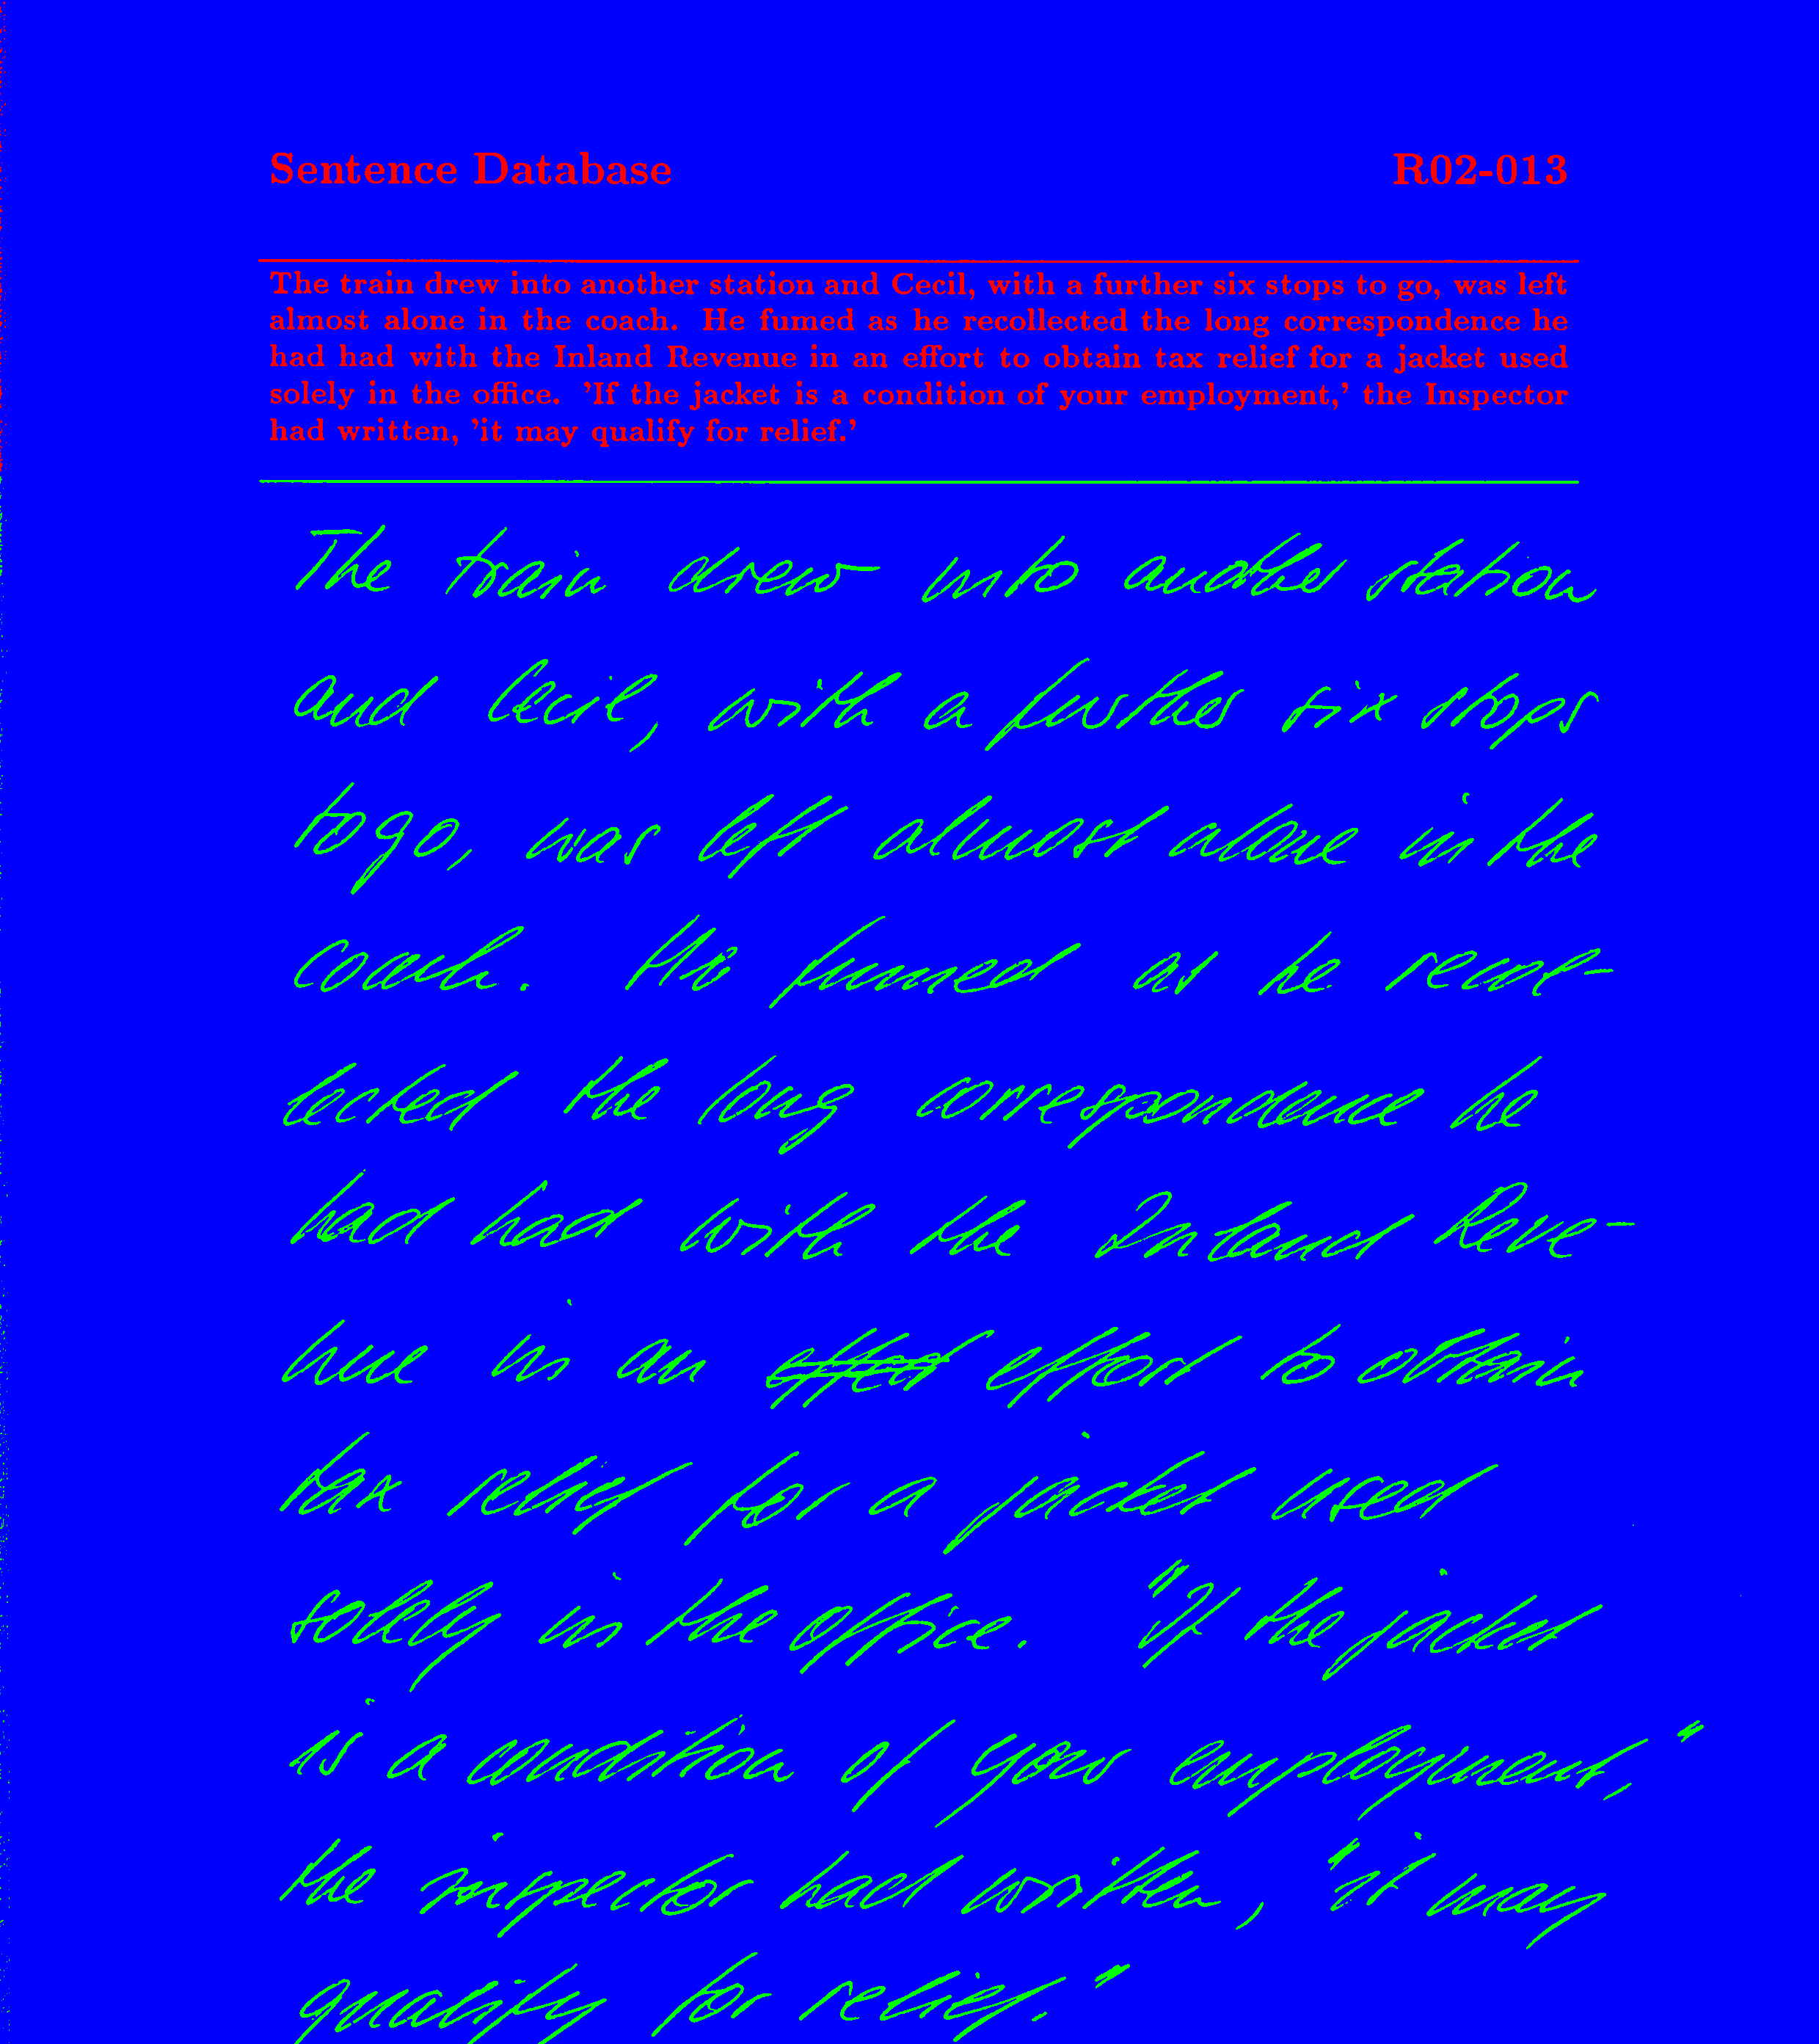 Sentence Database R02-013
The train drew into another station and Cecil, with a further six stops to go, was left
almost alone in the coach. He fumed as he recollected the long correspondence he
had had with the Inland Revenue in an effort to obtain tax relief for a jacket used
solely in the office. 'If the jacket is a condition of your employment,' the Inspector
had written, 'it may qualify for relief.'
The train drew into another station
and Cecil, with a further six stops
to go, was left almost alone in the
coach. He fumed as he recol-
lected the long correspondence he
had had with the Inland Reve-
nue in an effort to obtain
tax relief for a jacket used
solely in the office. "If the jacket
is a condition of your employment,"
the inspector had written, "it may
qualify for relief."